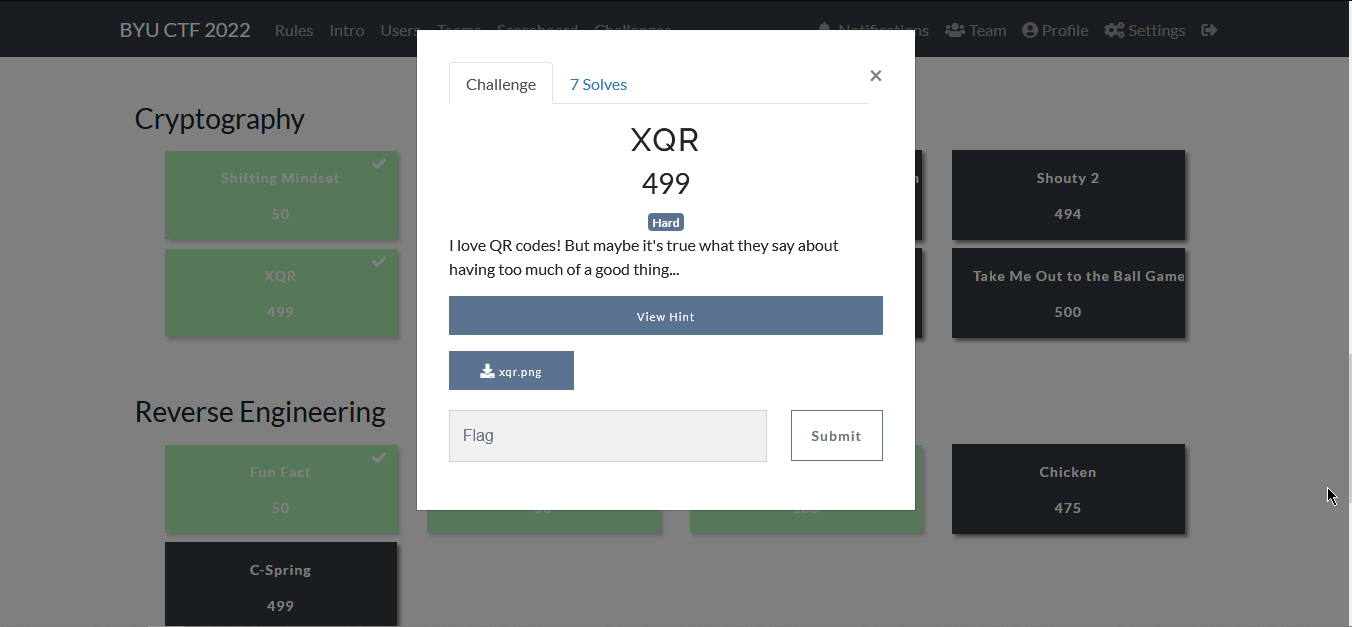 BYU CTF 2022 Rules Intro Users Teams Scoreboard Challenges Notifications Team Profile Settings
Challenge 7 Solves ×
XQR
499
Hard
I love QR codes! But maybe it's true what they say about
having too much of a good thing...
View Hint
xqr.png
Flag Submit
Cryptography
Shifting Mindset
50
Shouty 2
494
XQR
499
Take Me Out to the Ball Game
500
Reverse Engineering
Fun Fact
50
Chicken
475
C-Spring
499